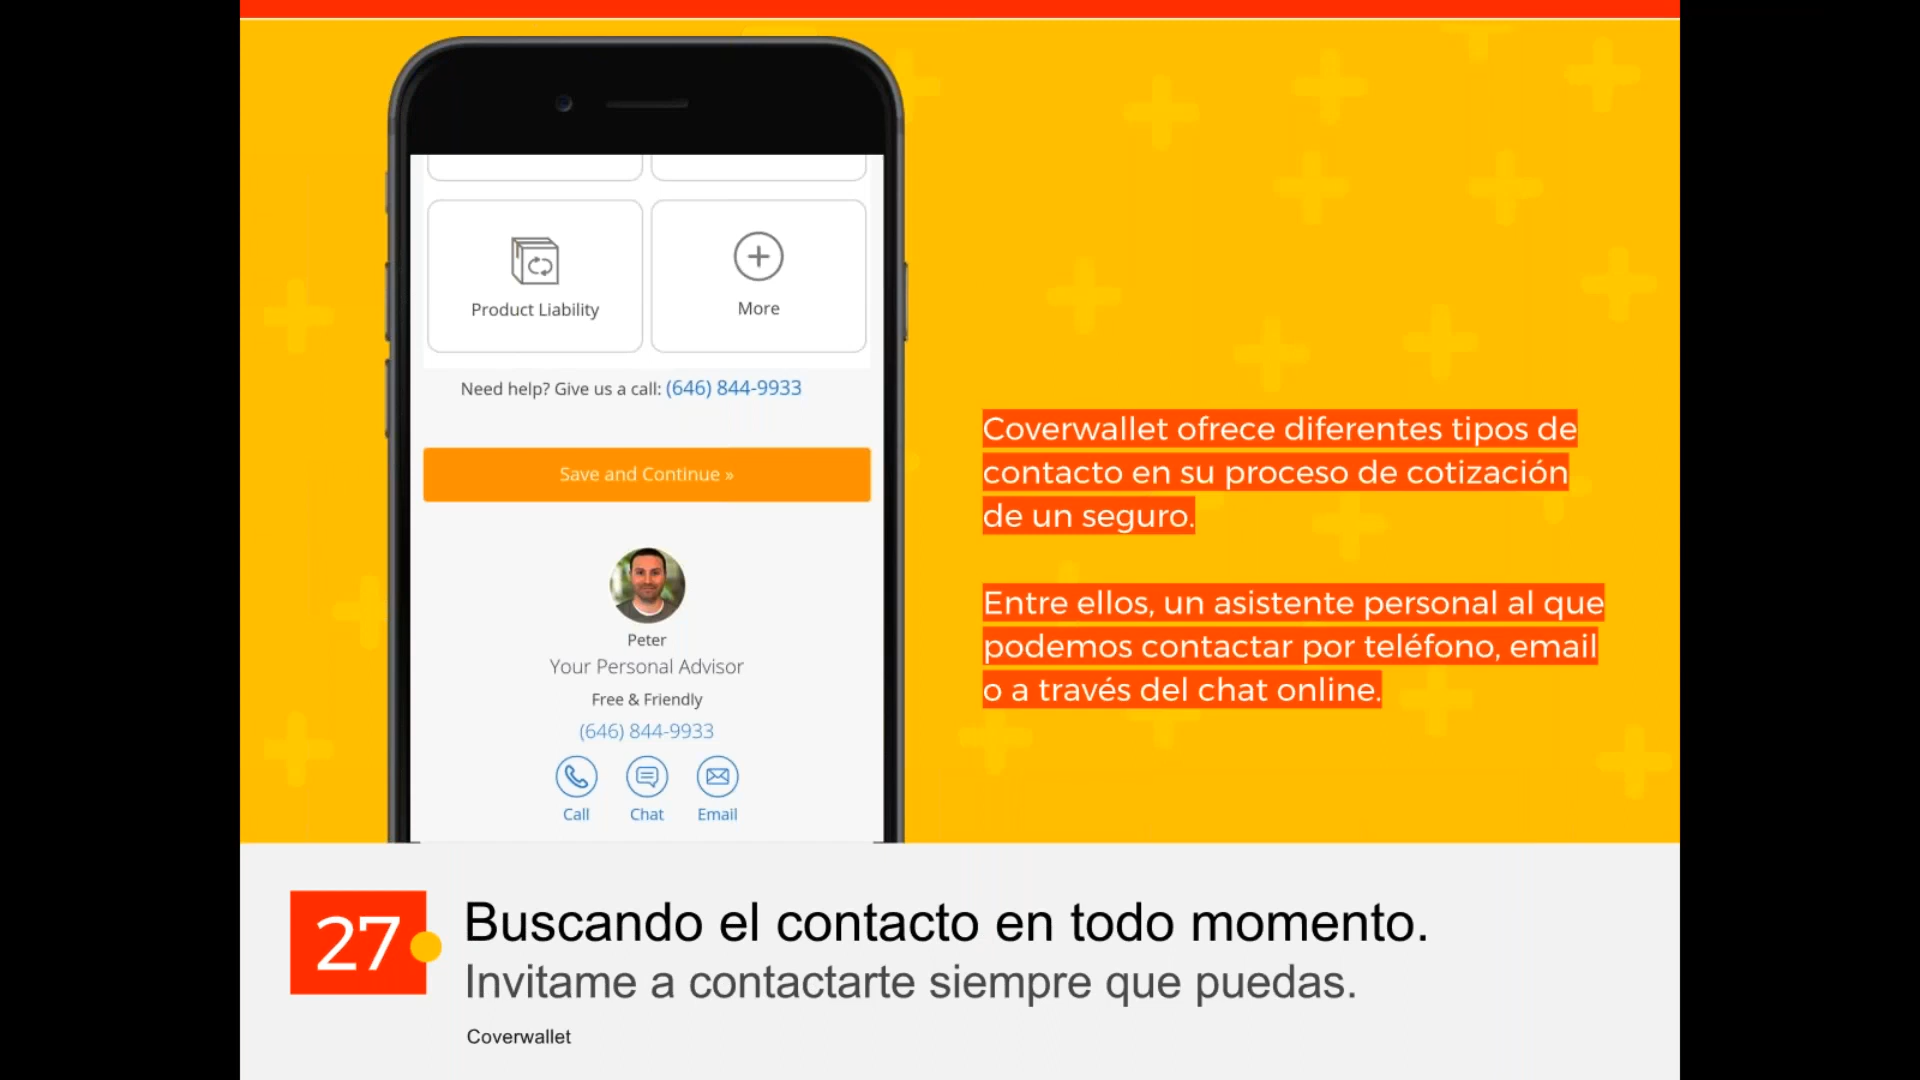 Product Liability
More
Need help? Give us a call: (646) 844-9933
Save and Continue »
Peter
Your Personal Advisor
Free & Friendly
(646) 844-9933
Call
Chat
Email
Coverwallet ofrece diferentes tipos de
contacto en su proceso de cotización
de un seguro.
Entre ellos, un asistente personal al que
podemos contactar por teléfono, email
o a través del chat online.
27
Buscando el contacto en todo momento.
Invitame a contactarte siempre que puedas.
Coverwallet